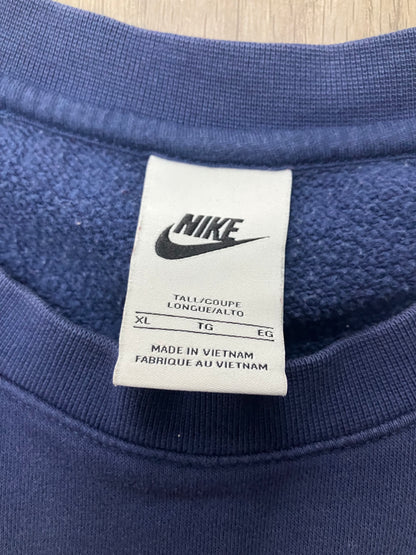 NIKE
TALL/COUPE
LONGUE/ALTO
XL TG EG
MADE IN VIETNAM
FABRIQUE AU VIETNAM